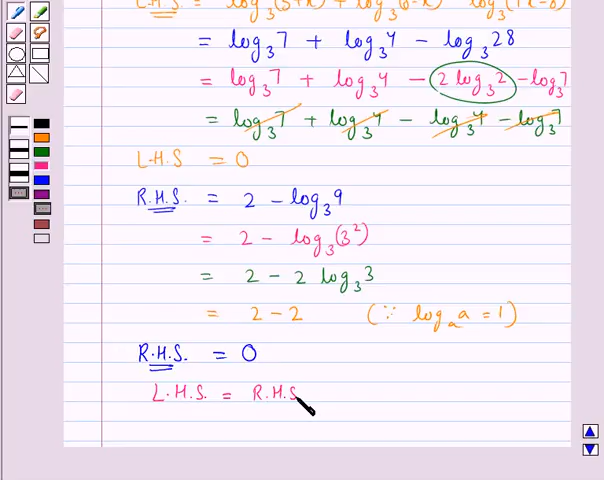 L.H.S. =
= log₃7 + log₃4 − log₃28
= log₃7 + log₃4 − 2 log₃2 − log₃7
= log₃7 + log₃4 − log₃4 − log₃7
L.H.S = 0
R.H.S. = 2 − log₃9
= 2 − log₃(3²)
= 2 − 2 log₃3
= 2 − 2 (∵ logₐa = 1)
R.H.S. = 0
L.H.S. = R.H.S